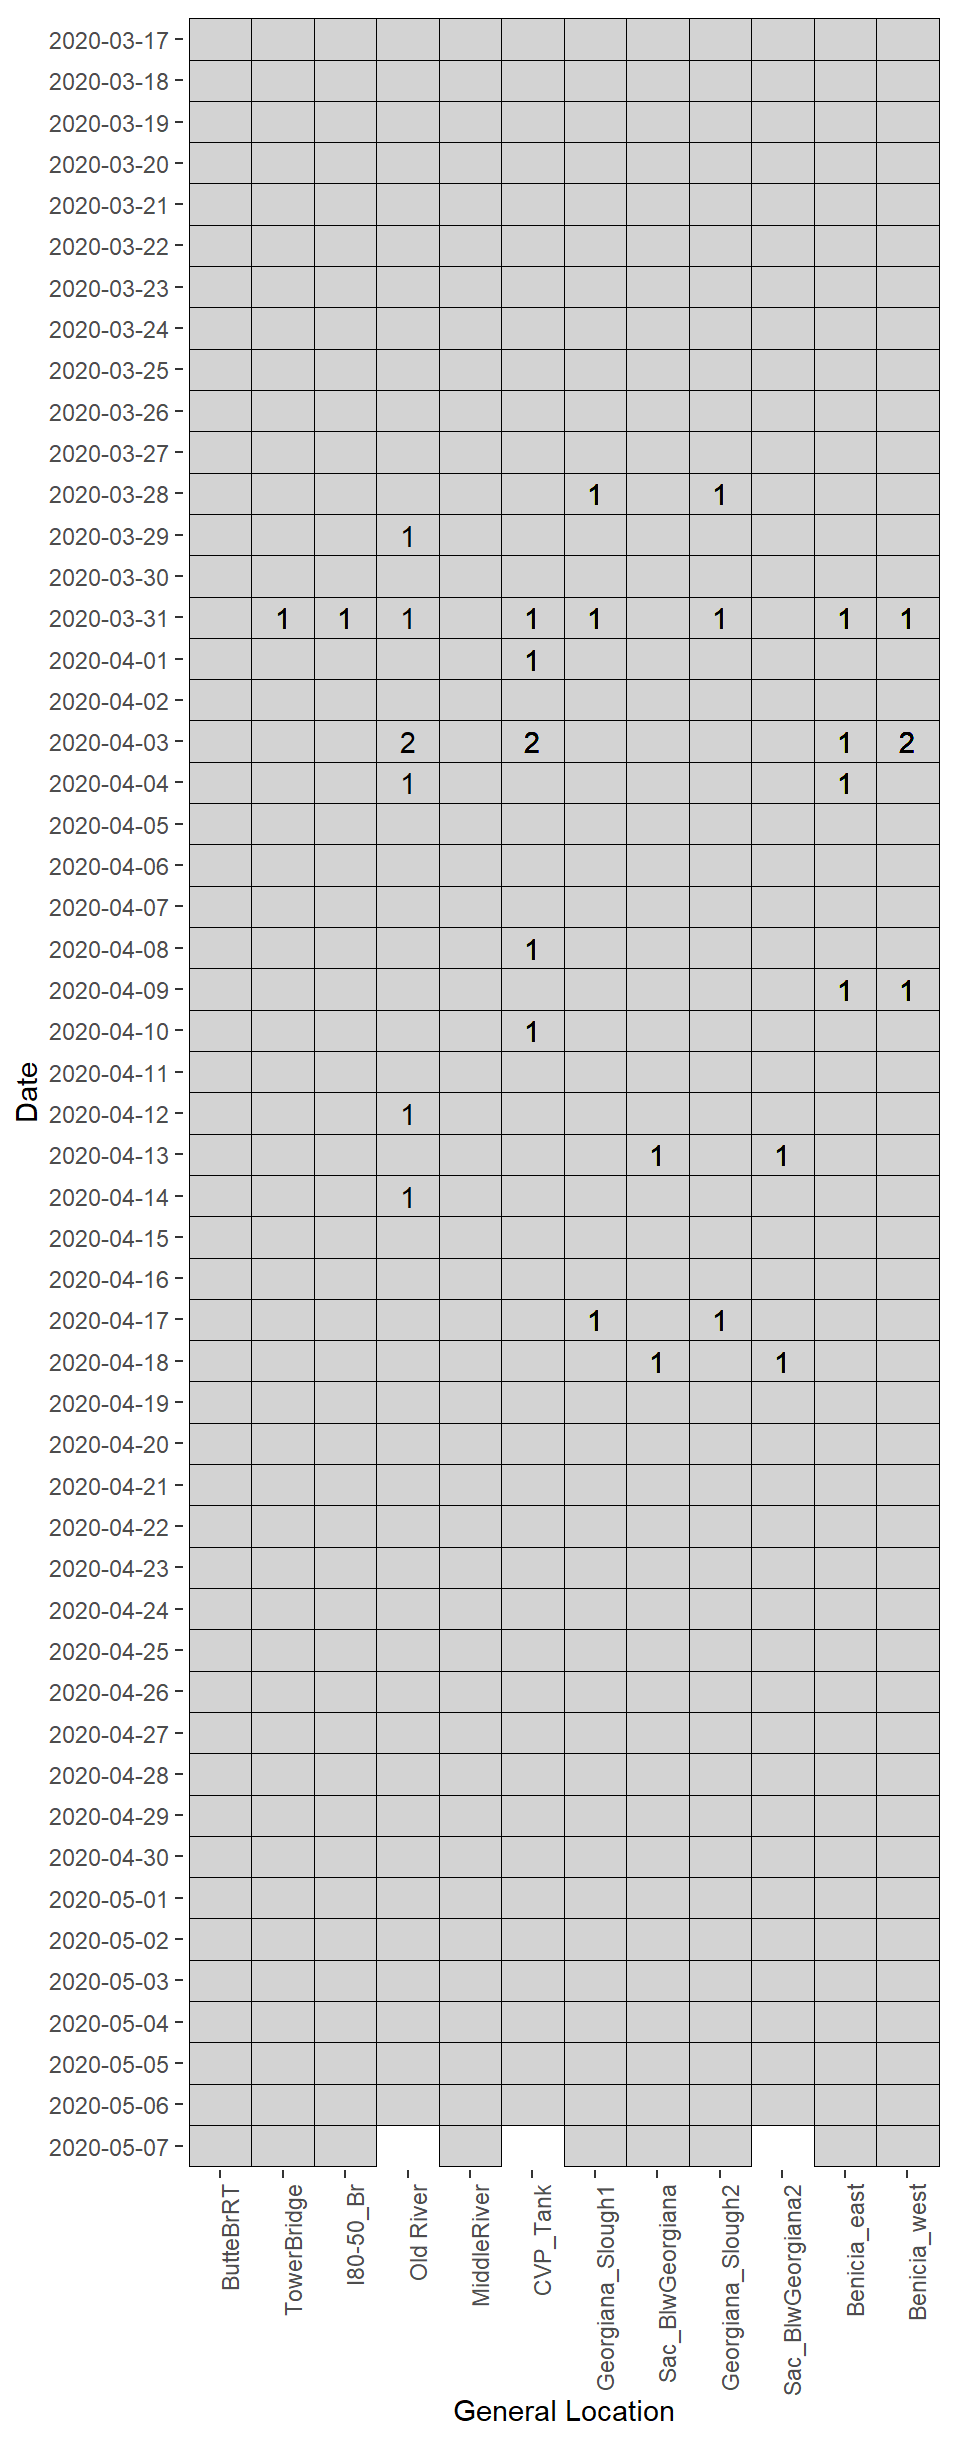 2020-03-17
2020-03-18
2020-03-19
2020-03-20
2020-03-21
2020-03-22
2020-03-23
2020-03-24
2020-03-25
2020-03-26
2020-03-27
2020-03-28 1 1
2020-03-29 1
2020-03-30
2020-03-31 1 1 1 1 1 1 1 1
2020-04-01 1
2020-04-02
2020-04-03 2 2 1 2
2020-04-04 1 1
2020-04-05
2020-04-06
2020-04-07
2020-04-08 1
2020-04-09 1 1
2020-04-10 1
2020-04-11
Date
2020-04-12 1
2020-04-13 1 1
2020-04-14 1
2020-04-15
2020-04-16
2020-04-17 1 1
2020-04-18 1 1
2020-04-19
2020-04-20
2020-04-21
2020-04-22
2020-04-23
2020-04-24
2020-04-25
2020-04-26
2020-04-27
2020-04-28
2020-04-29
2020-04-30
2020-05-01
2020-05-02
2020-05-03
2020-05-04
2020-05-05
2020-05-06
2020-05-07
ButteBrRT
TowerBridge
I80-50_Br
Old River
MiddleRiver
CVP_Tank
Georgiana_Slough1
Sac_BlwGeorgiana
Georgiana_Slough2
Sac_BlwGeorgiana2
Benicia_east
Benicia_west
General Location